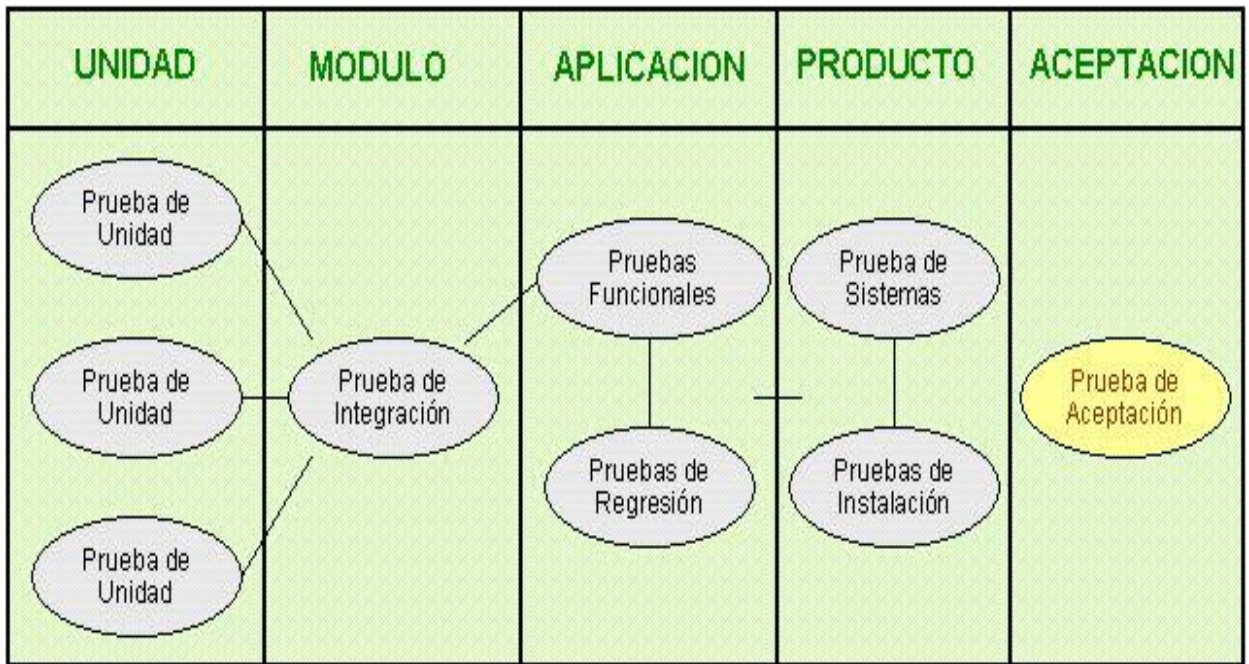 UNIDAD
MODULO
APLICACION
PRODUCTO
ACEPTACION
Prueba de
Unidad
Prueba de
Unidad
Prueba de
Unidad
Prueba de
Integración
Pruebas
Funcionales
Pruebas de
Regresión
Prueba de
Sistemas
Pruebas de
Instalación
Prueba de
Aceptación